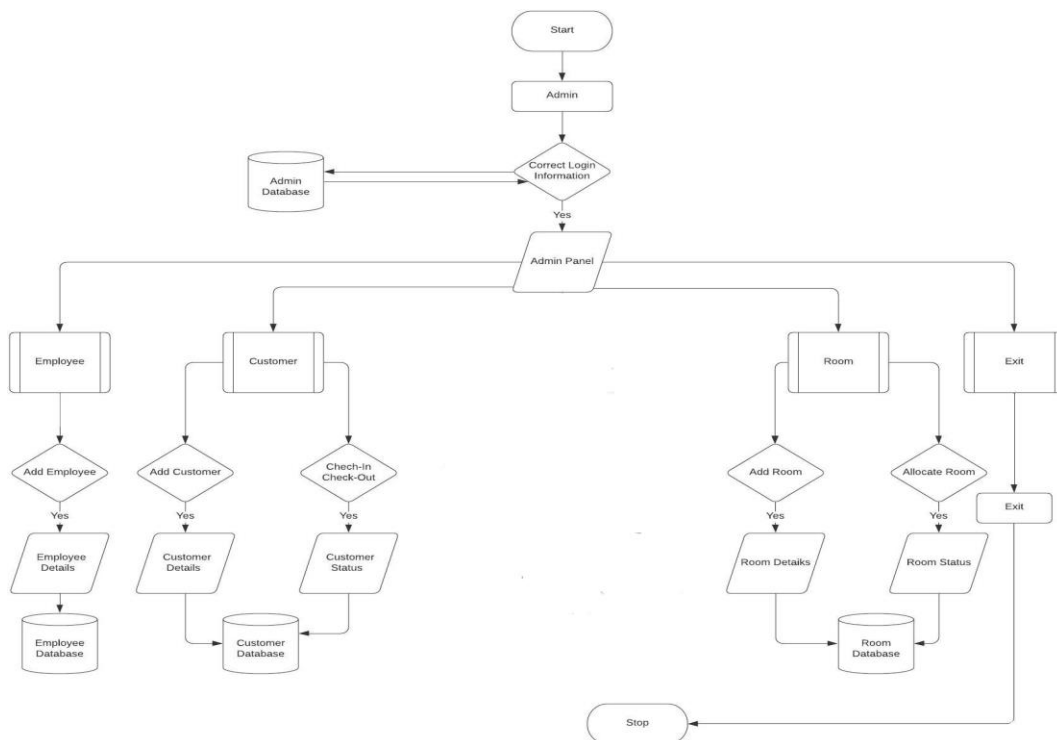 Start
Admin
Correct Login
Information
Admin
Database
Yes
Admin Panel
Employee
Customer
Room
Exit
Add Employee
Add Customer
Chech-In
Check-Out
Add Room
Allocate Room
Exit
Yes
Yes
Yes
Yes
Yes
Employee
Details
Customer
Details
Customer
Status
Room Detaiks
Room Status
Employee
Database
Customer
Database
Room
Database
Stop